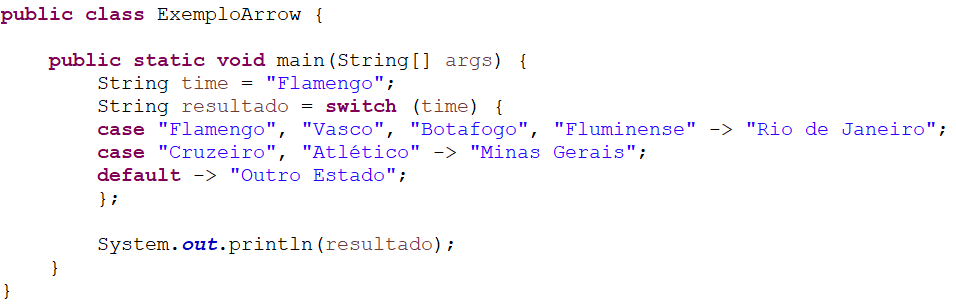 public class ExemploArrow {
public static void main(String[] args) {
String time = "Flamengo";
String resultado = switch (time) {
case "Flamengo", "Vasco", "Botafogo", "Fluminense" -> "Rio de Janeiro";
case "Cruzeiro", "Atlético" -> "Minas Gerais";
default -> "Outro Estado";
};
System.out.println(resultado);
}
}